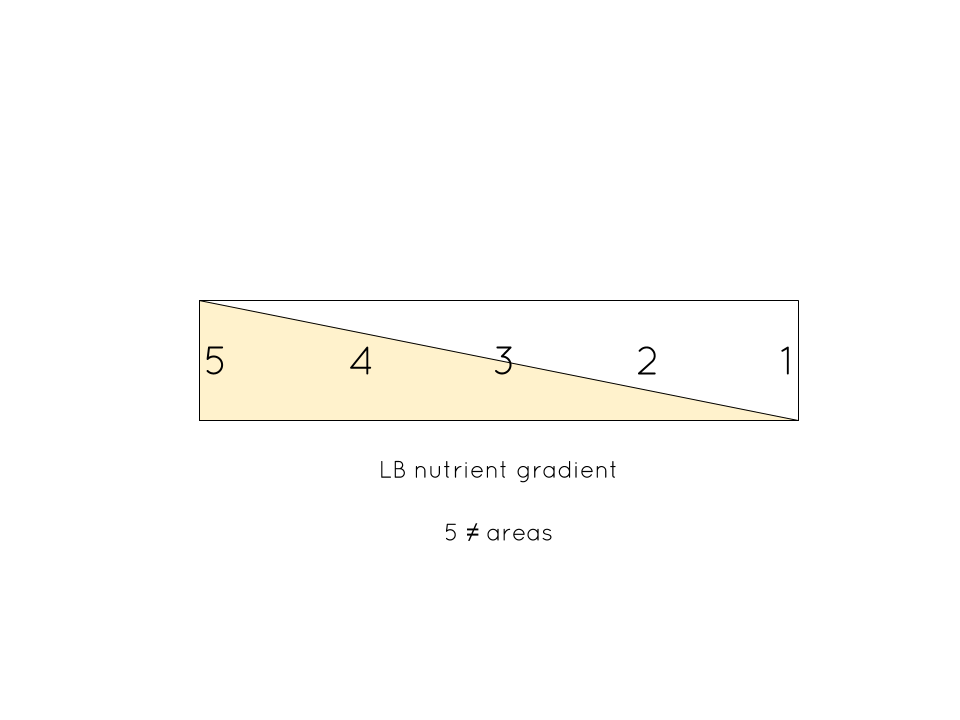 5 4 3 2 1
LB nutrient gradient
5 ≠ areas